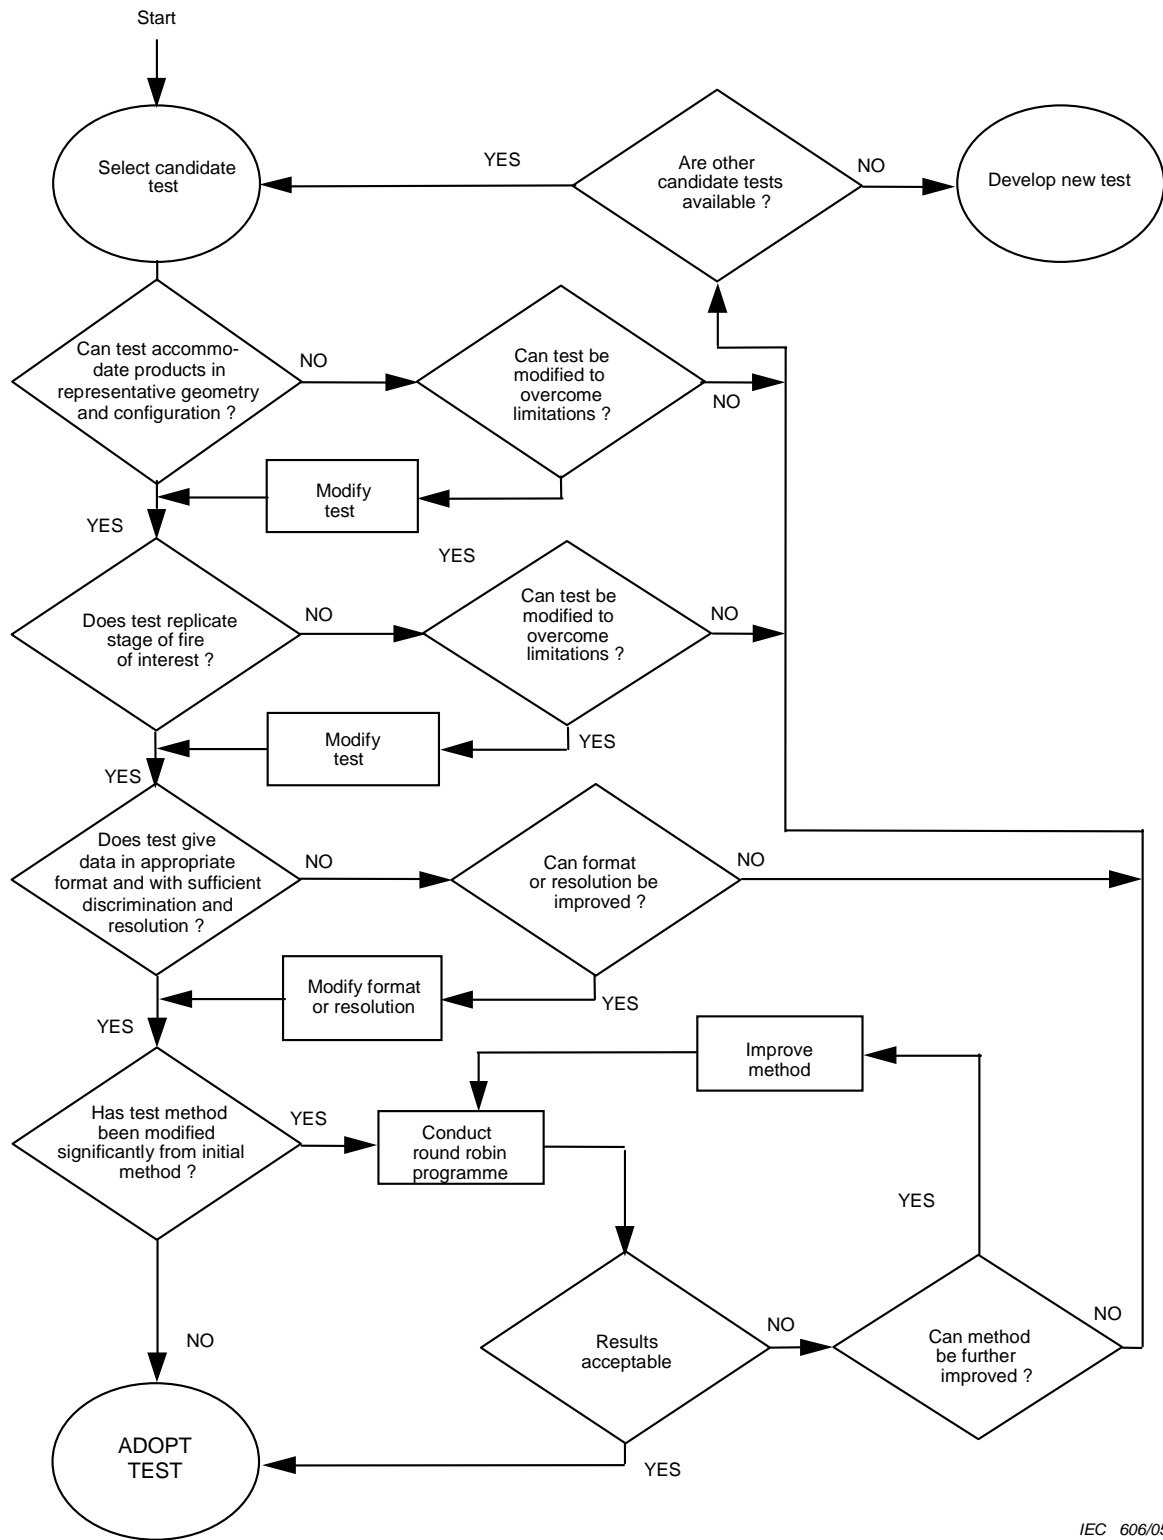 Start
Select candidate
test
YES
Are other
candidate tests
available ?
NO
Develop new test
Can test accommo-
date products in
representative geometry
and configuration ?
NO
Can test be
modified to
overcome
limitations ?
NO
Modify
test
YES
YES
Does test replicate
stage of fire
of interest ?
NO
Can test be
modified to
overcome
limitations ?
NO
Modify
test
YES
YES
Does test give
data in appropriate
format and with sufficient
discrimination and
resolution ?
NO
Can format
or resolution be
improved ?
NO
Modify format
or resolution
YES
YES
Improve
method
Has test method
been modified
significantly from initial
method ?
YES
Conduct
round robin
programme
YES
NO
Results
acceptable
NO
Can method
be further
improved ?
NO
ADOPT
TEST
YES
IEC 606/05